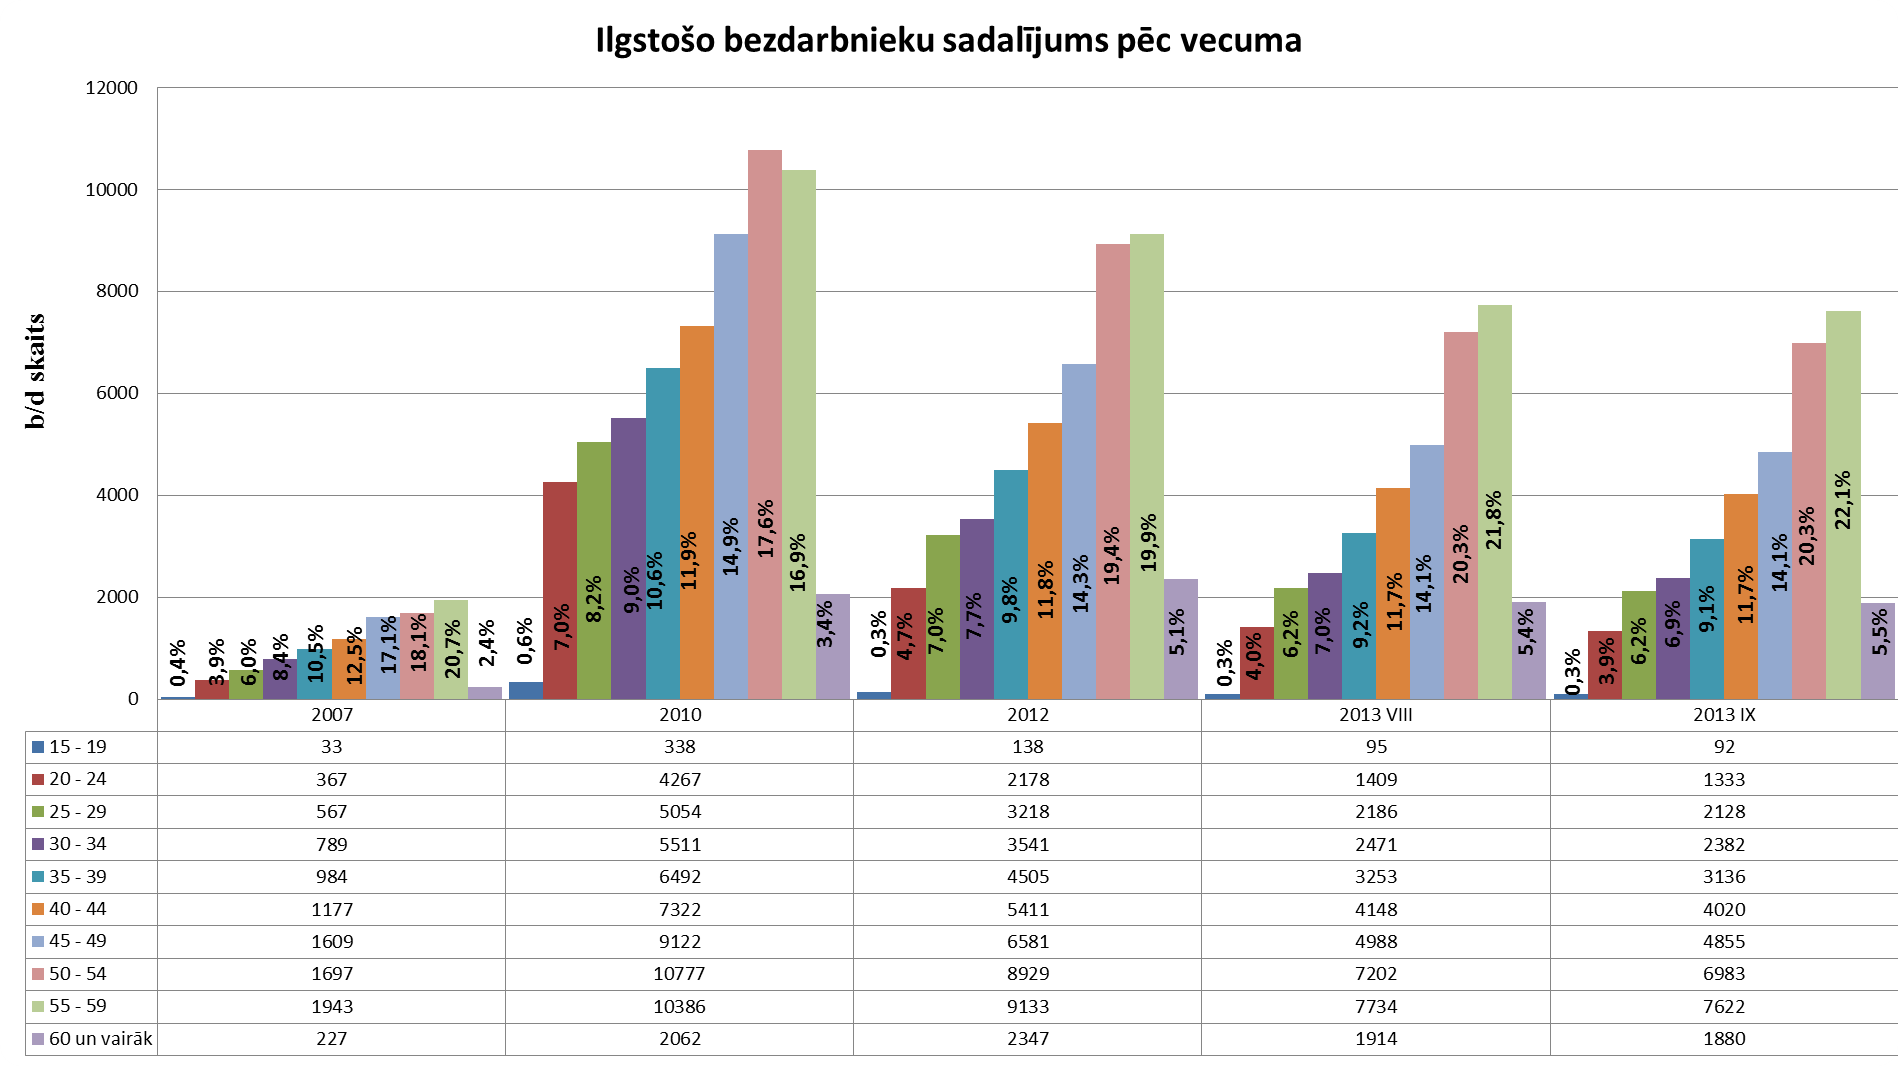 Ilgstošo bezdarbnieku sadalījums pēc vecuma
b/d skaits
12000
10000
8000
6000
4000
2000
0
0,4% 3,9% 6,0% 8,4% 10,5% 12,5% 17,1% 18,1% 20,7% 2,4%
0,6% 7,0% 8,2% 9,0% 10,6% 11,9% 14,9% 17,6% 16,9% 3,4%
0,3% 4,7% 7,0% 7,7% 9,8% 11,8% 14,3% 19,4% 19,9% 5,1%
0,3% 4,0% 6,2% 7,0% 9,2% 11,7% 14,1% 20,3% 21,8% 5,4%
0,3% 3,9% 6,2% 6,9% 9,1% 11,7% 14,1% 20,3% 22,1% 5,5%
2007 2010 2012 2013 VIII 2013 IX
15 - 19 33 338 138 95 92
20 - 24 367 4267 2178 1409 1333
25 - 29 567 5054 3218 2186 2128
30 - 34 789 5511 3541 2471 2382
35 - 39 984 6492 4505 3253 3136
40 - 44 1177 7322 5411 4148 4020
45 - 49 1609 9122 6581 4988 4855
50 - 54 1697 10777 8929 7202 6983
55 - 59 1943 10386 9133 7734 7622
60 un vairāk 227 2062 2347 1914 1880